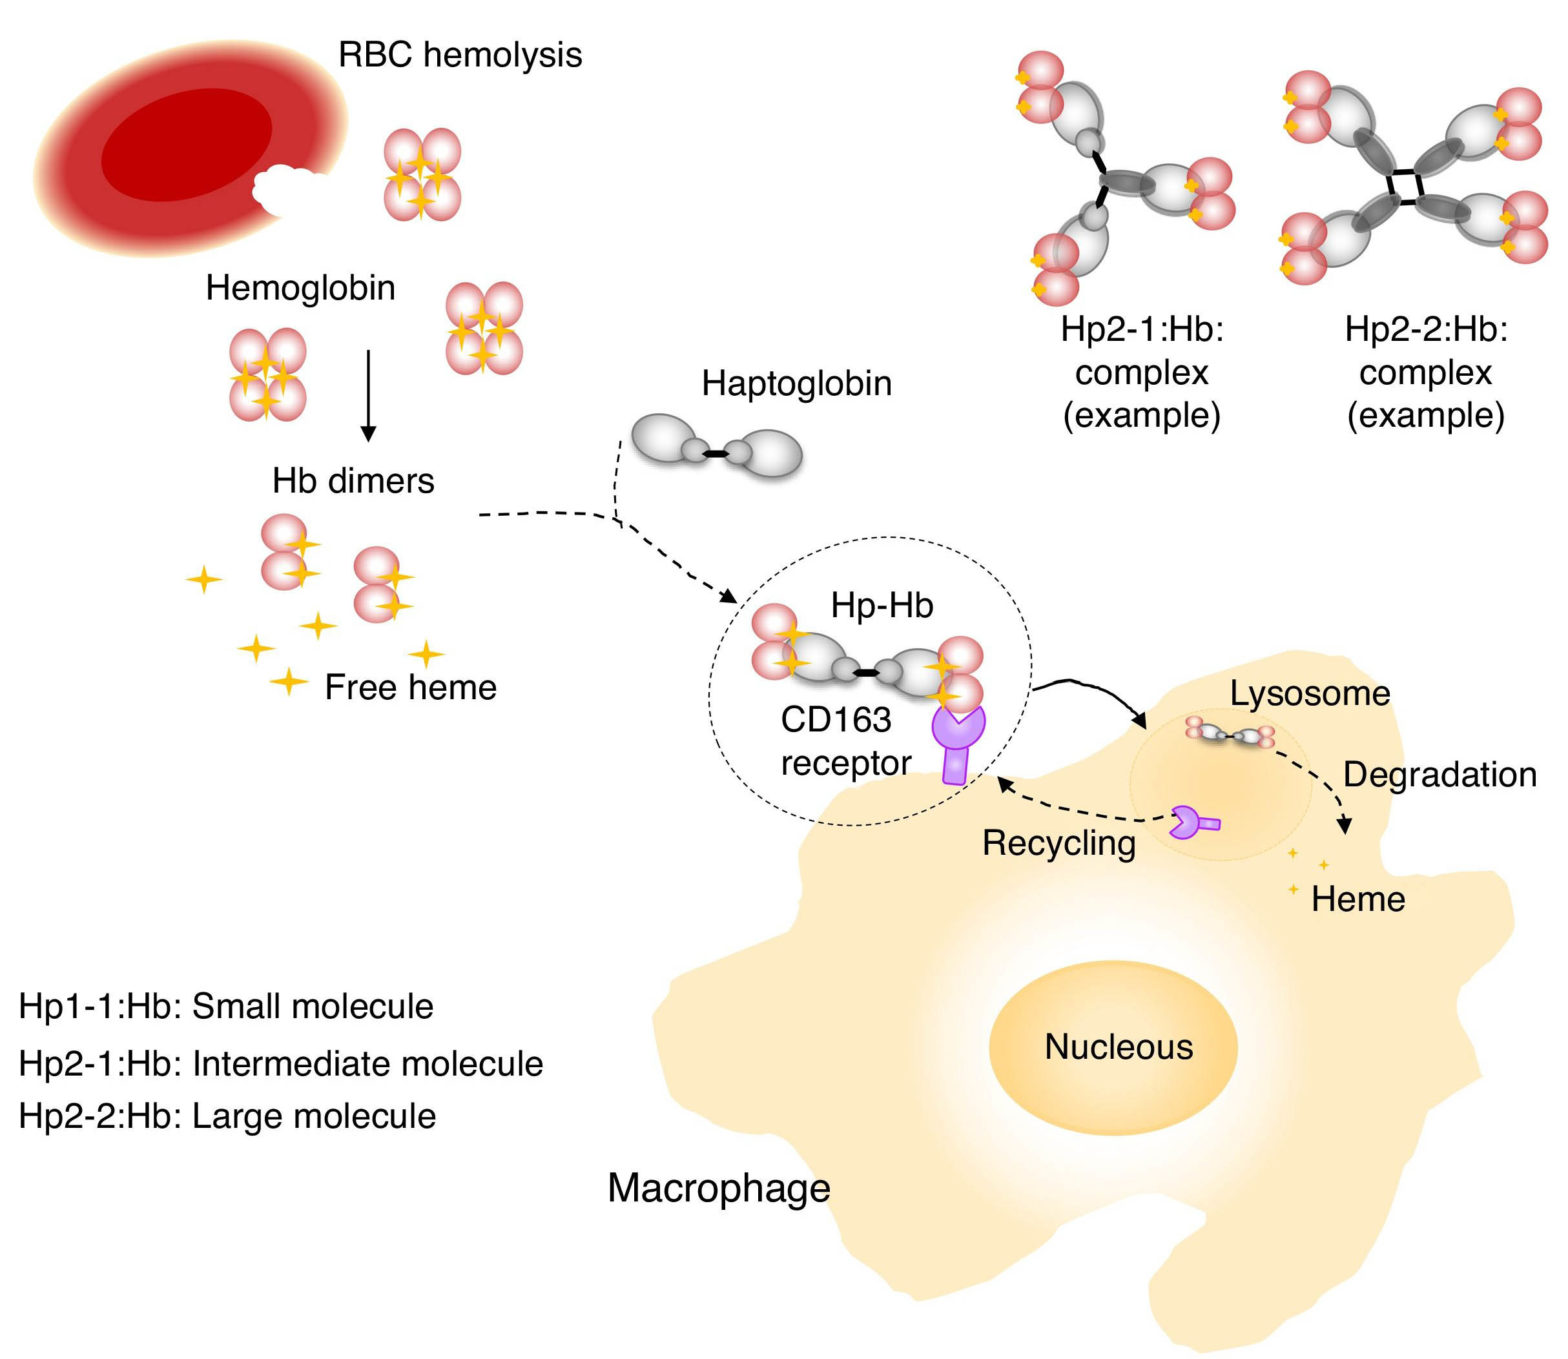 RBC hemolysis
Hemoglobin
Hp2-1:Hb:
complex
(example)
Hp2-2:Hb:
complex
(example)
Haptoglobin
Hb dimers
Free heme
Hp-Hb
CD163
receptor
Lysosome
Degradation
Recycling
Heme
Nucleous
Hp1-1:Hb: Small molecule
Hp2-1:Hb: Intermediate molecule
Hp2-2:Hb: Large molecule
Macrophage